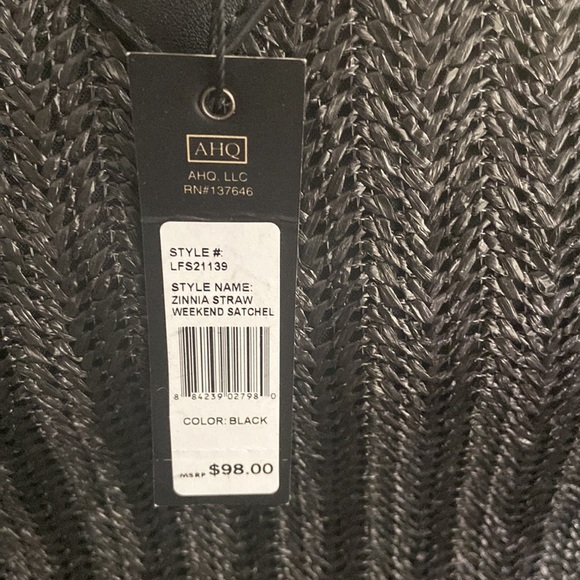 AHQ
AHQ, LLC
RN#137646
STYLE #:
LFS21139
STYLE NAME:
ZINNIA STRAW
WEEKEND SATCHEL
8 84239 02798 0
COLOR: BLACK
MSRP $98.00